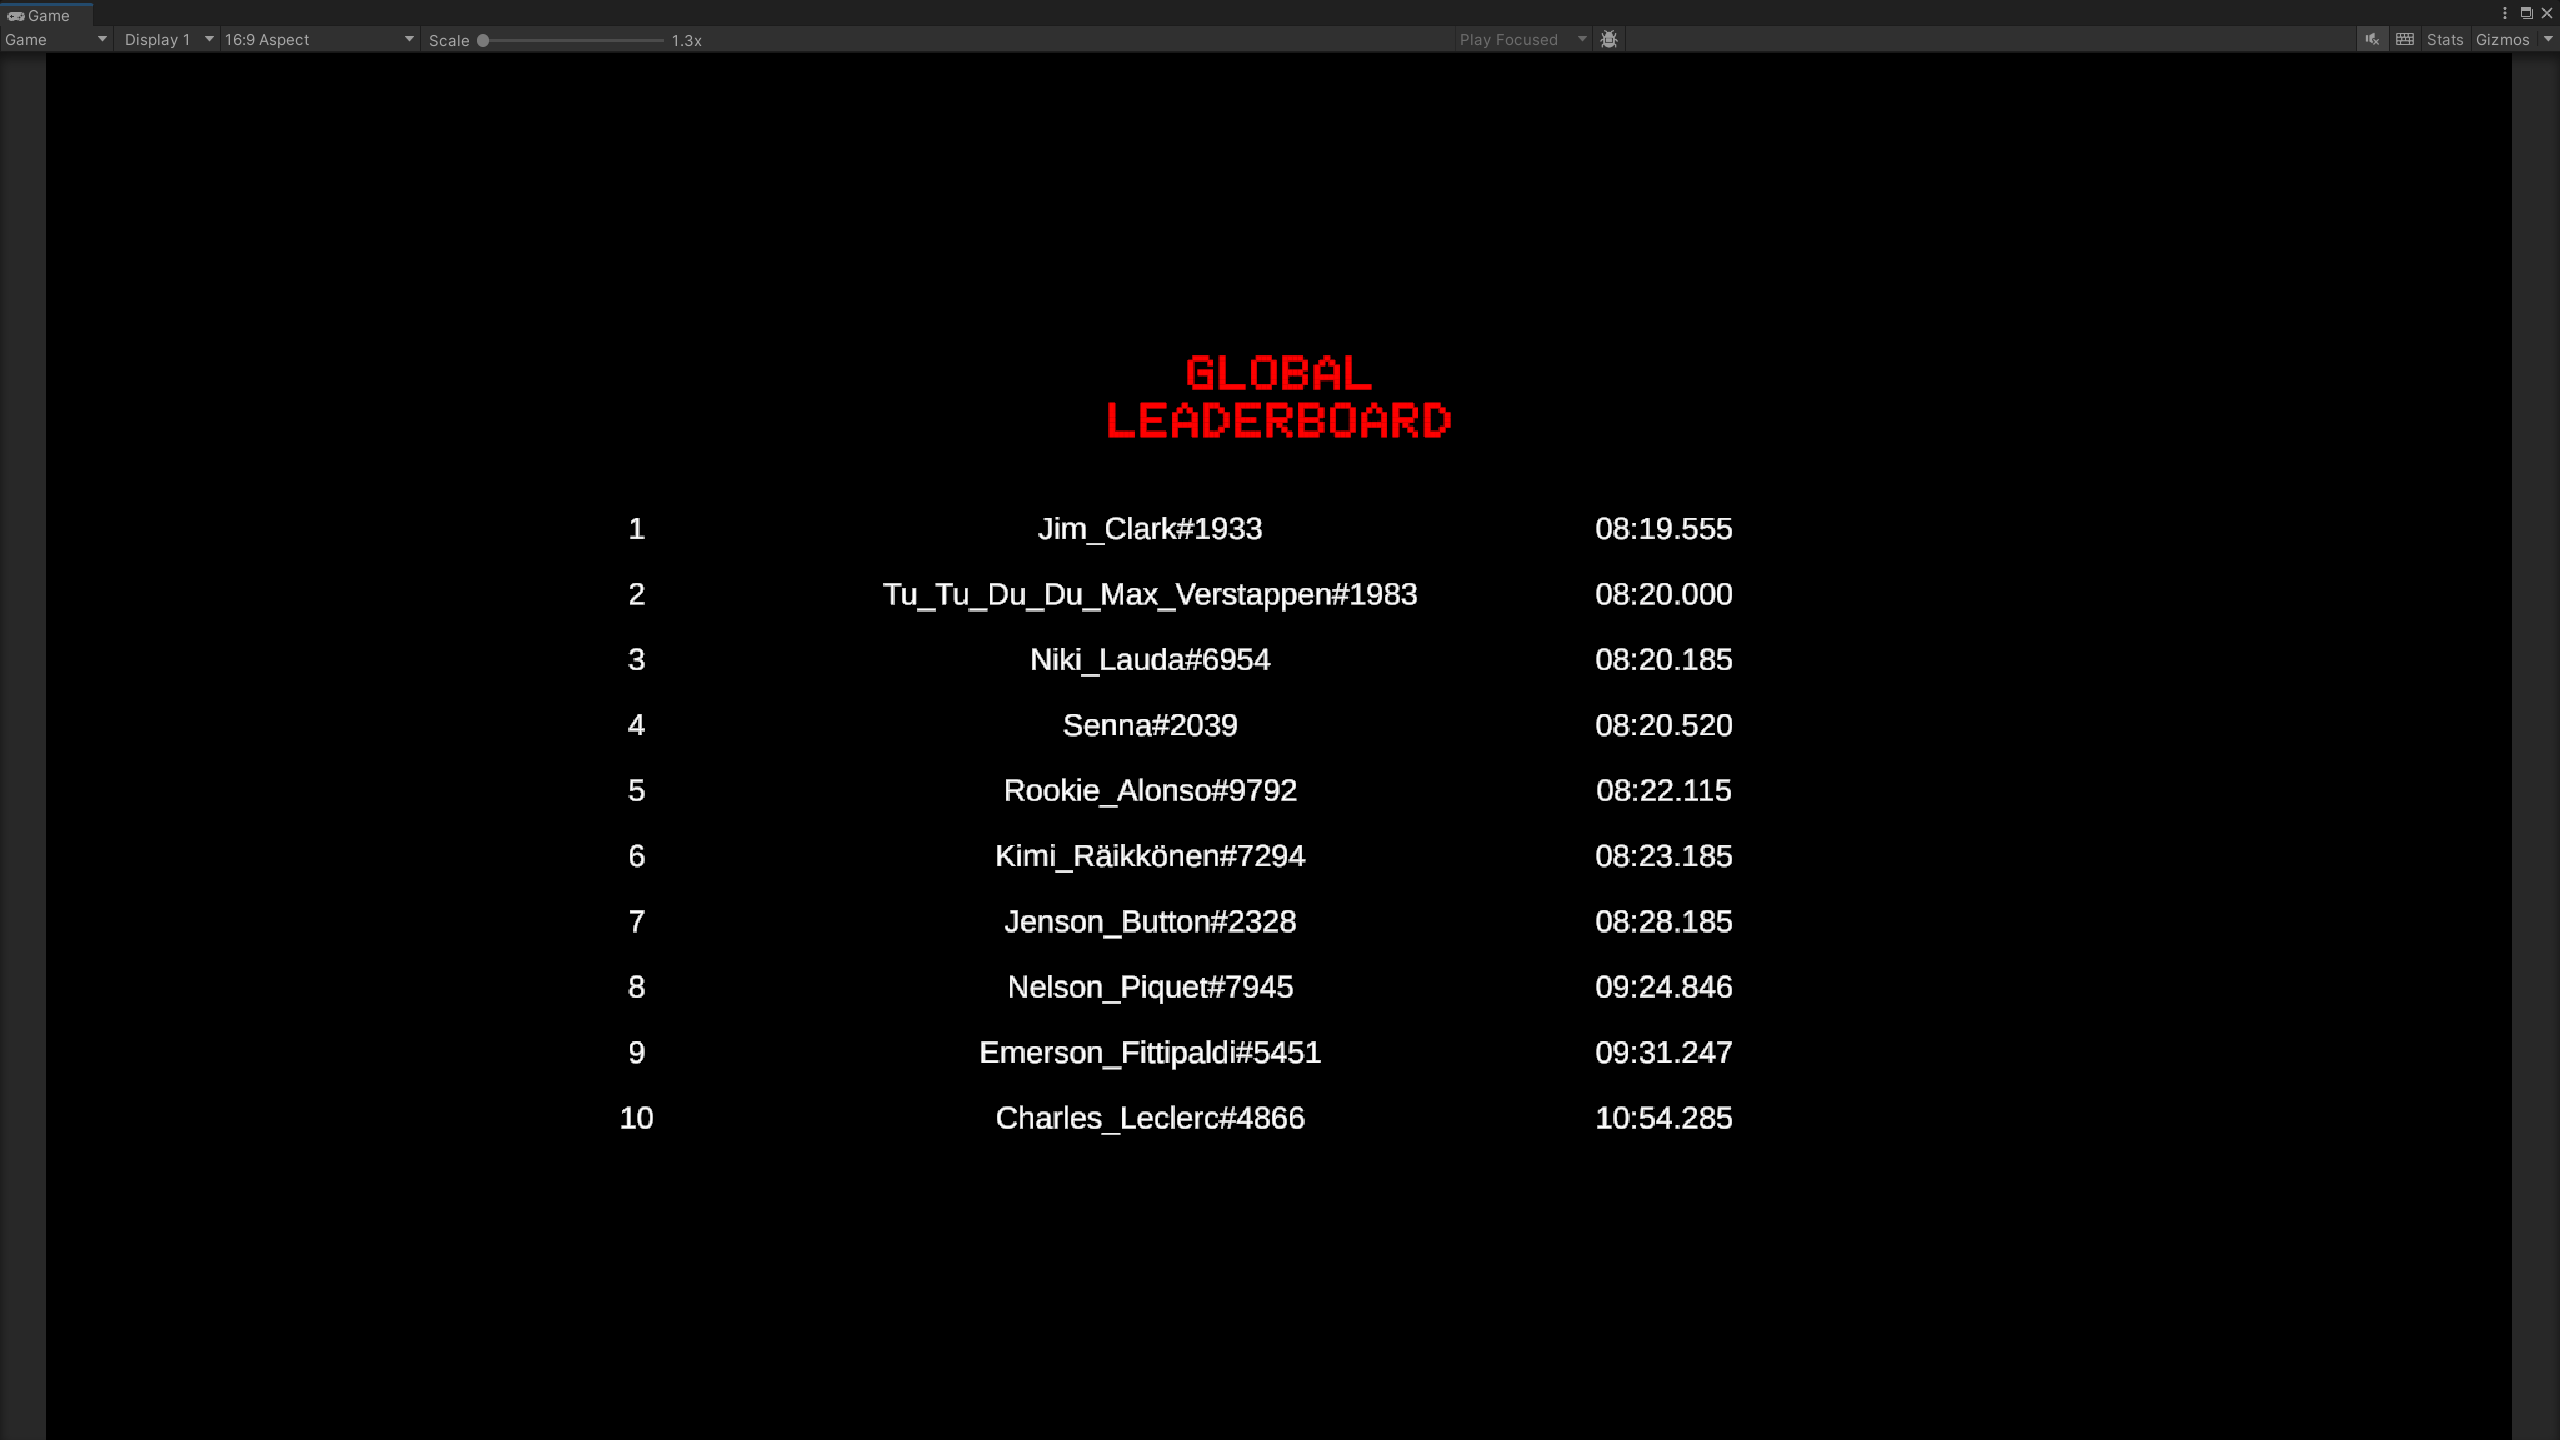 Game
Game Display 1 16:9 Aspect Scale 1.3x Play Focused Stats Gizmos
GLOBAL
LEADERBOARD
1 Jim_Clark#1933 08:19.555
2 Tu_Tu_Du_Du_Max_Verstappen#1983 08:20.000
3 Niki_Lauda#6954 08:20.185
4 Senna#2039 08:20.520
5 Rookie_Alonso#9792 08:22.115
6 Kimi_Räikkönen#7294 08:23.185
7 Jenson_Button#2328 08:28.185
8 Nelson_Piquet#7945 09:24.846
9 Emerson_Fittipaldi#5451 09:31.247
10 Charles_Leclerc#4866 10:54.285